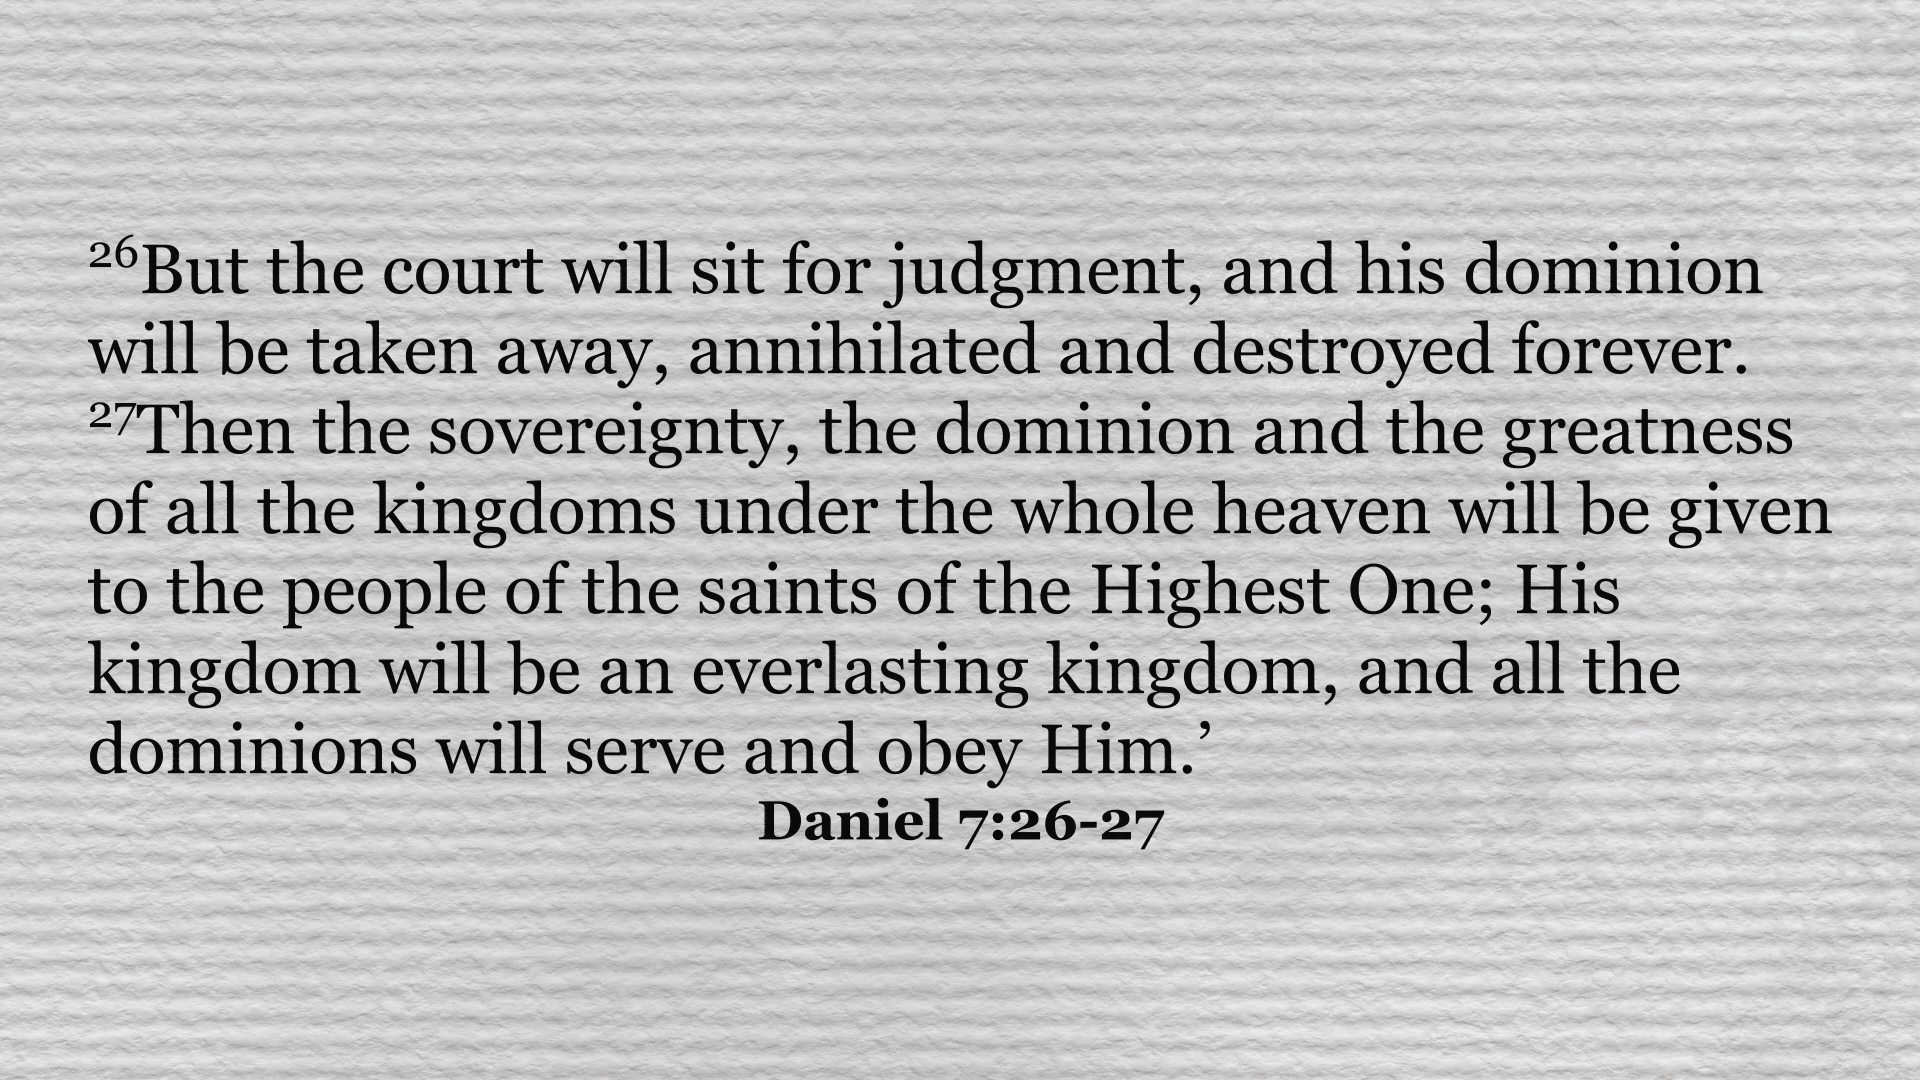 26But the court will sit for judgment, and his dominion
will be taken away, annihilated and destroyed forever.
27Then the sovereignty, the dominion and the greatness
of all the kingdoms under the whole heaven will be given
to the people of the saints of the Highest One; His
kingdom will be an everlasting kingdom, and all the
dominions will serve and obey Him.’
Daniel 7:26-27